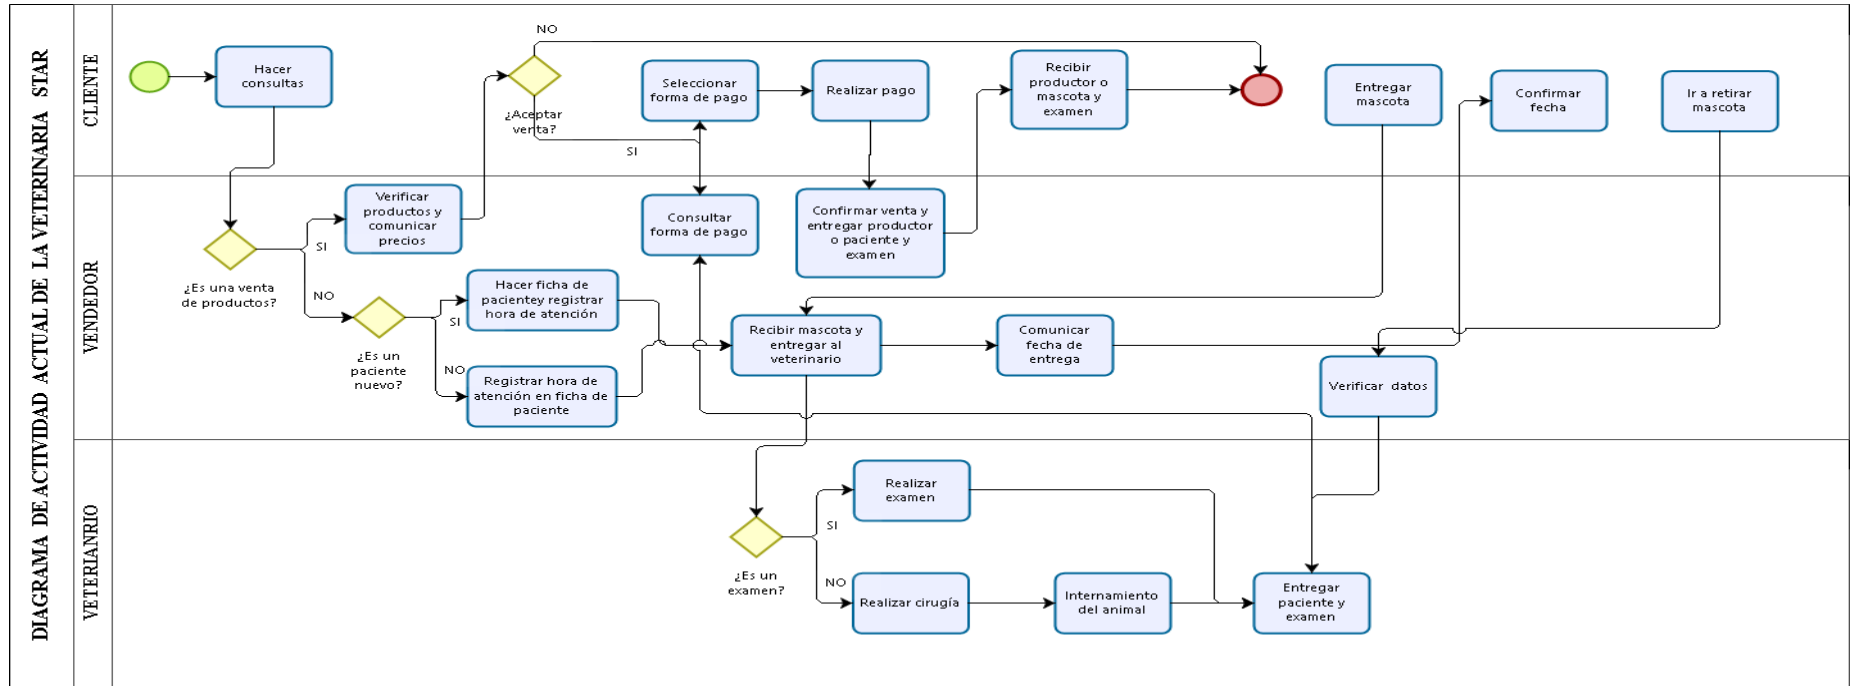 DIAGRAMA DE ACTIVIDAD ACTUAL DE LA VETERINARIA STAR
CLIENTE
Hacer
consultas
NO
¿Aceptar
venta?
SI
Seleccionar
forma de pago
Realizar pago
Recibir
productor o
mascota y
examen
Entregar
mascota
Confirmar
fecha
Ir a retirar
mascota
VENDEDOR
¿Es una venta
de productos?
SI
NO
Verificar
productos y
comunicar
precios
¿Es un
paciente
nuevo?
SI
NO
Hacer ficha de
pacientey registrar
hora de atención
Registrar hora de
atención en ficha de
paciente
Consultar
forma de pago
Confirmar venta y
entregar productor
o paciente y
examen
Recibir mascota y
entregar al
veterinario
Comunicar
fecha de
entrega
Verificar datos
VETERIANRIO
¿Es un
examen?
SI
NO
Realizar
examen
Realizar cirugía
Internamiento
del animal
Entregar
paciente y
examen